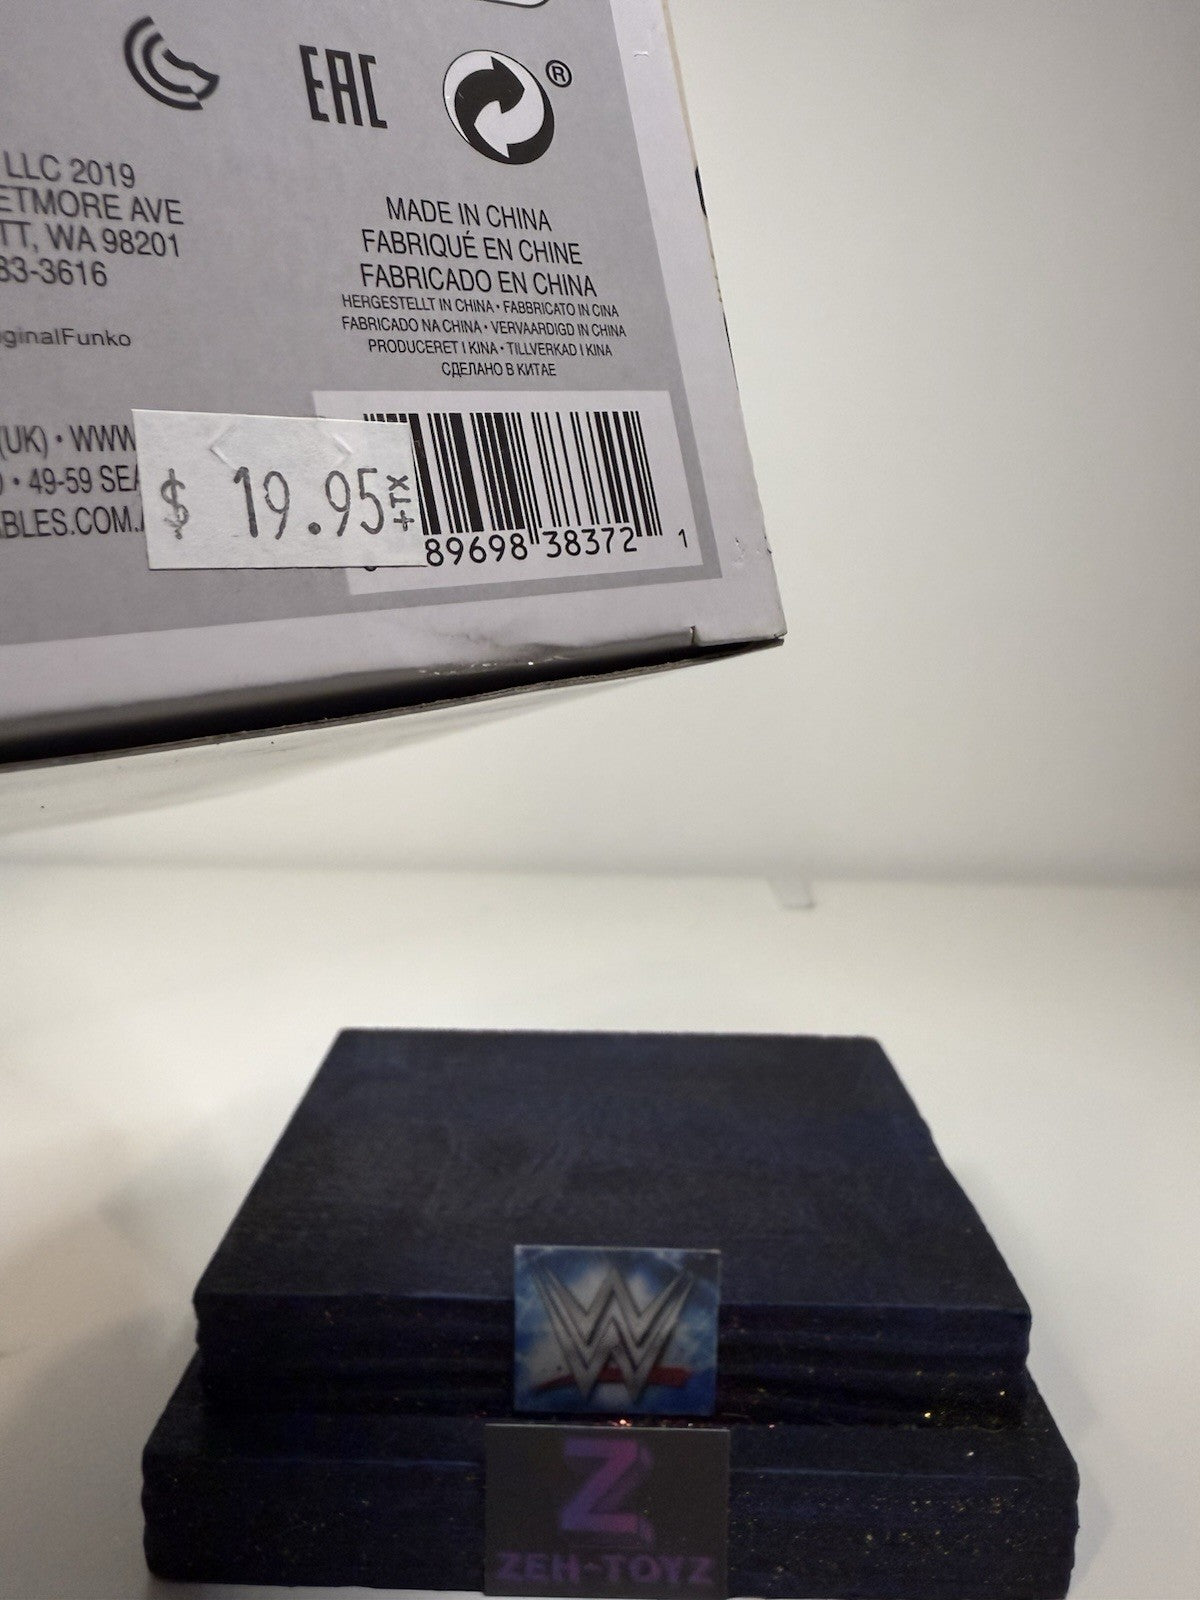 EAC
®
LLC 2019
ETMORE AVE
TT, WA 98201
83-3616
ginalFunko
MADE IN CHINA
FABRIQUÉ EN CHINE
FABRICADO EN CHINA
HERGESTELLT IN CHINA • FABBRICATO IN CINA
FABRICADO NA CHINA • VERVAARDIGD IN CHINA
PRODUCERET I KINA • TILLVERKAD I KINA
СДЕЛАНО В КИТАЕ
(UK) • WWW
• 49-59 SEA
BLES.COM.A
$ 19.95+TX
89698 38372 1
W
Z
ZEH-TOYZ